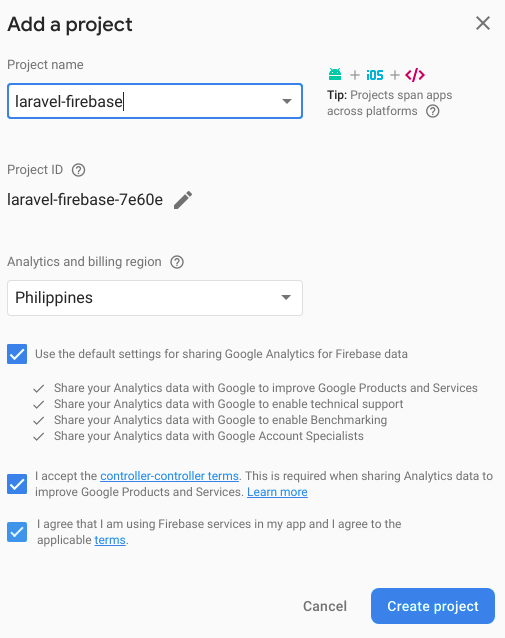 Add a project
Project name
laravel-firebase
+ iOS + </>
Tip: Projects span apps
across platforms
Project ID
laravel-firebase-7e60e
Analytics and billing region
Philippines
Use the default settings for sharing Google Analytics for Firebase data
Share your Analytics data with Google to improve Google Products and Services
Share your Analytics data with Google to enable technical support
Share your Analytics data with Google to enable Benchmarking
Share your Analytics data with Google Account Specialists
I accept the controller-controller terms. This is required when sharing Analytics data to
improve Google Products and Services. Learn more
I agree that I am using Firebase services in my app and I agree to the
applicable terms.
Cancel
Create project